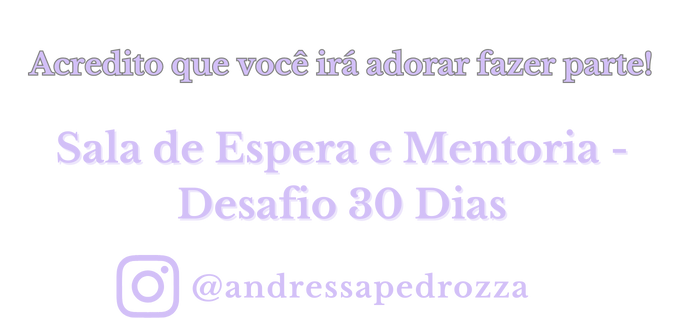 Acredito que você irá adorar fazer parte!
Sala de Espera e Mentoria -
Desafio 30 Dias
@andressapedrozza